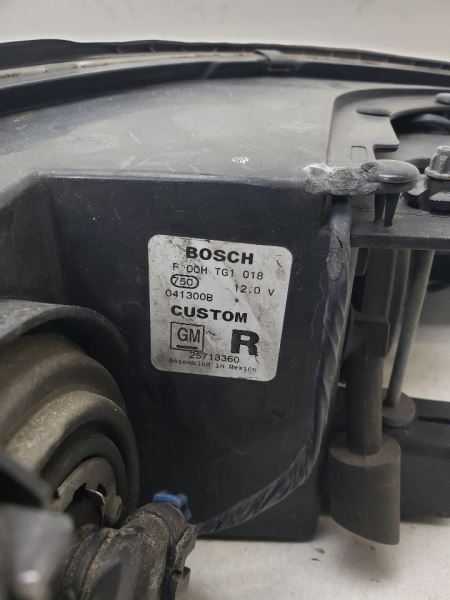 BOSCH
F 00H TG1 018
750 12.0 V
041300B
CUSTOM
GM R
25713360
Assembled in Mexico